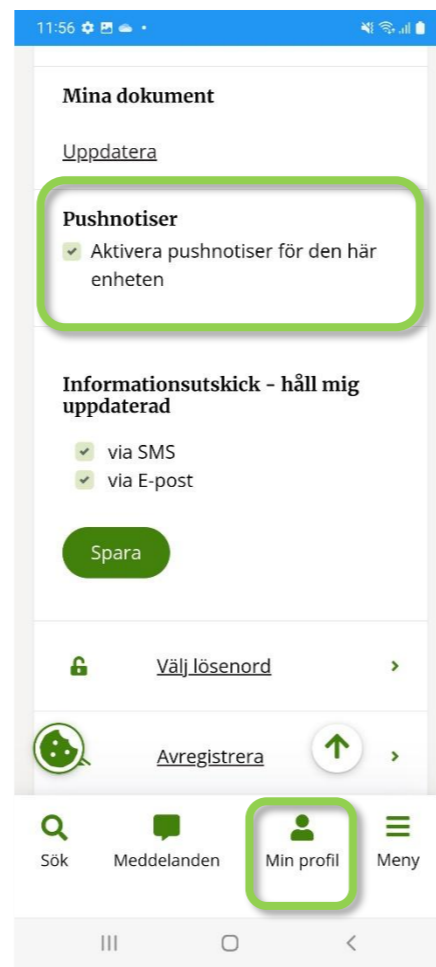 11:56
Mina dokument
Uppdatera
Pushnotiser
Aktivera pushnotiser för den här
enheten
Informationsutskick - håll mig
uppdaterad
via SMS
via E-post
Spara
Välj lösenord
Avregistrera
Sök Meddelanden Min profil Meny